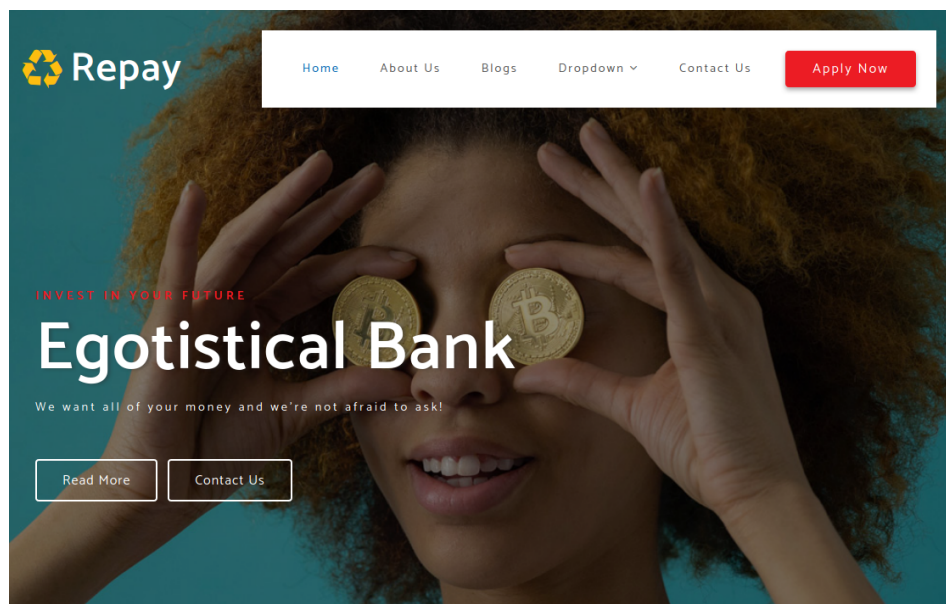 Repay
Home About Us Blogs Dropdown Contact Us Apply Now
INVEST IN YOUR FUTURE
Egotistical Bank
We want all of your money and we're not afraid to ask!
Read More Contact Us